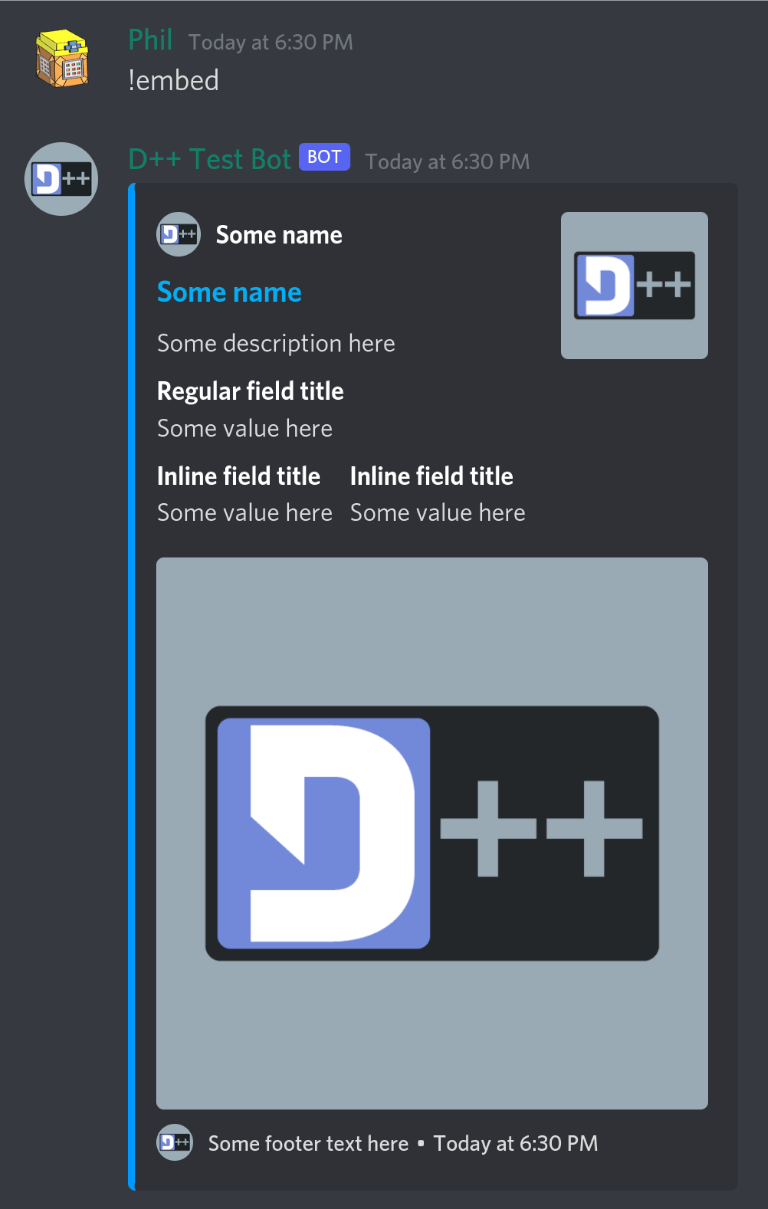 Phil Today at 6:30 PM
!embed
D++ Test Bot BOT Today at 6:30 PM
D++
D++ Some name
D++
Some name
Some description here
Regular field title
Some value here
Inline field title Inline field title
Some value here Some value here
D++
D++ Some footer text here • Today at 6:30 PM